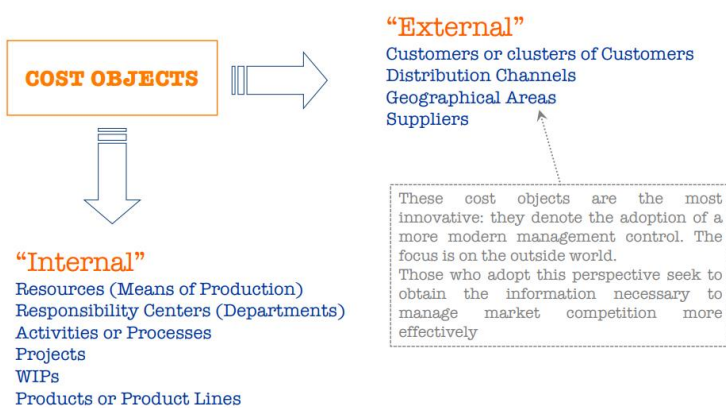 COST OBJECTS
“External”
Customers or clusters of Customers
Distribution Channels
Geographical Areas
Suppliers
These cost objects are the most
innovative: they denote the adoption of a
more modern management control. The
focus is on the outside world.
Those who adopt this perspective seek to
obtain the information necessary to
manage market competition more
effectively
“Internal”
Resources (Means of Production)
Responsibility Centers (Departments)
Activities or Processes
Projects
WIPs
Products or Product Lines